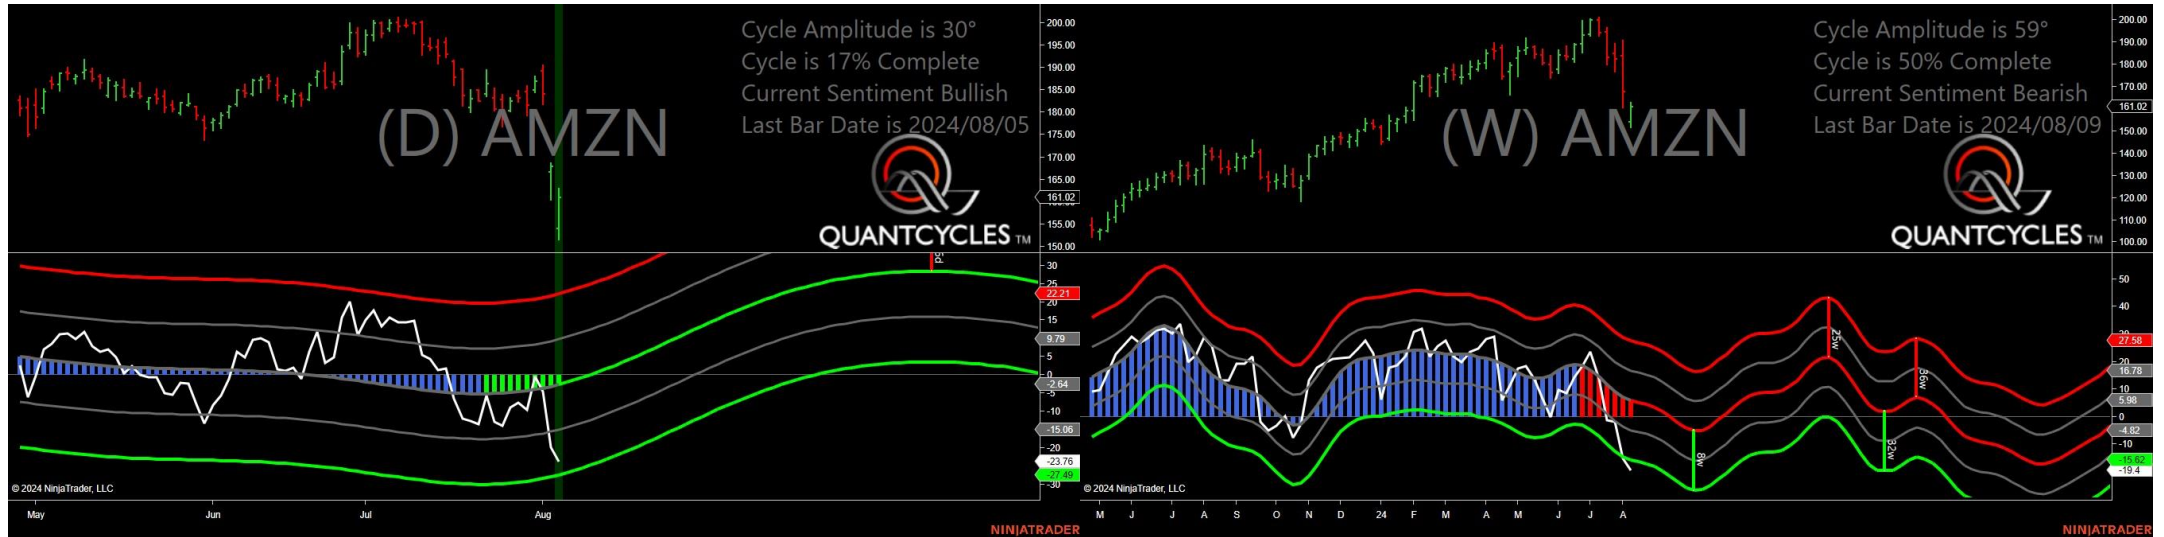 Cycle Amplitude is 30°
Cycle is 17% Complete
Current Sentiment Bullish
Last Bar Date is 2024/08/05
(D) AMZN
QUANTCYCLES TM
200.00
195.00
190.00
185.00
180.00
175.00
170.00
165.00
161.02
155.00
150.00
30
25
22.21
20
15
9.79
5
0
-2.64
-5
-10
-15.06
-20
-23.76
-27.49
-30
© 2024 NinjaTrader, LLC
May Jun Jul Aug
NINJATRADER
Cycle Amplitude is 59°
Cycle is 50% Complete
Current Sentiment Bearish
Last Bar Date is 2024/08/09
(W) AMZN
QUANTCYCLES TM
200.00
190.00
180.00
170.00
161.02
150.00
140.00
130.00
120.00
110.00
100.00
50
40
27.58
20
16.78
10
5.98
0
-4.82
-10
-15.62
-19.4
8w
25w
32w
36w
© 2024 NinjaTrader, LLC
M J J A S O N D 24 F M A M J J A
NINJATRADER